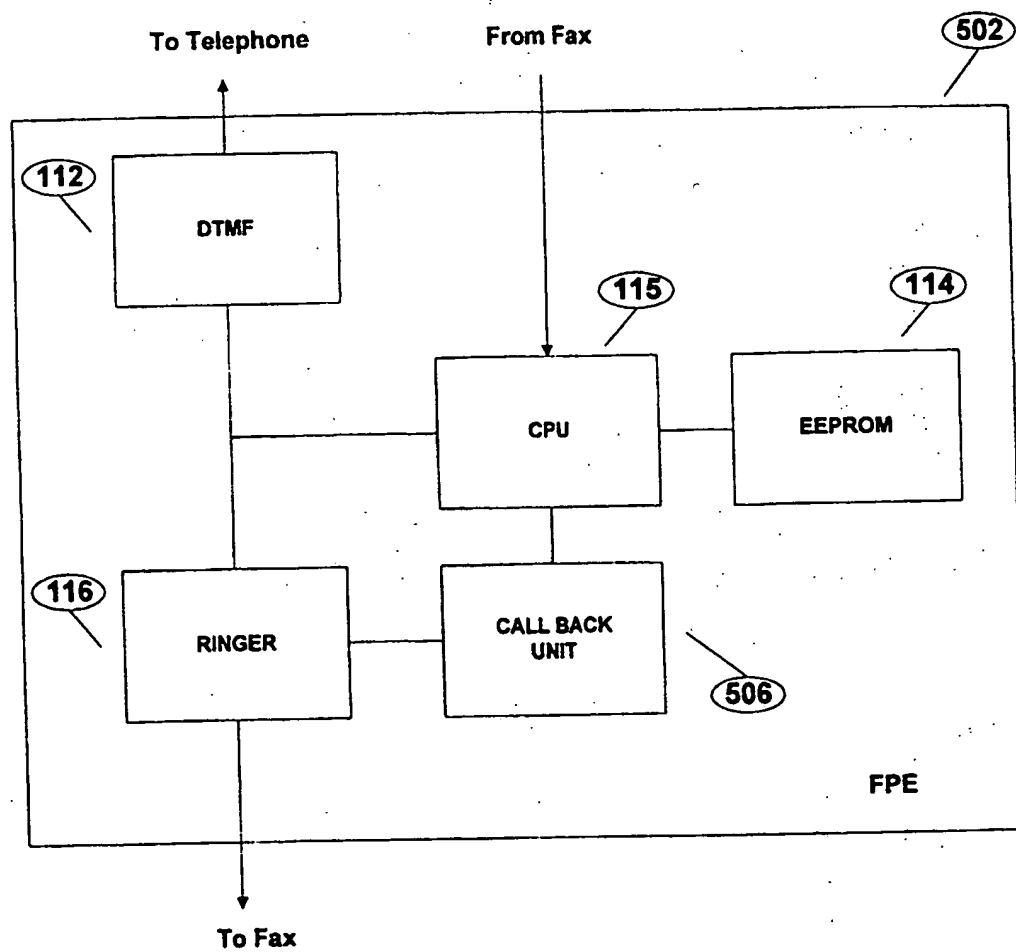 To Telephone
From Fax
502
112
DTMF
115
114
CPU
EEPROM
116
RINGER
CALL BACK
UNIT
506
FPE
To Fax